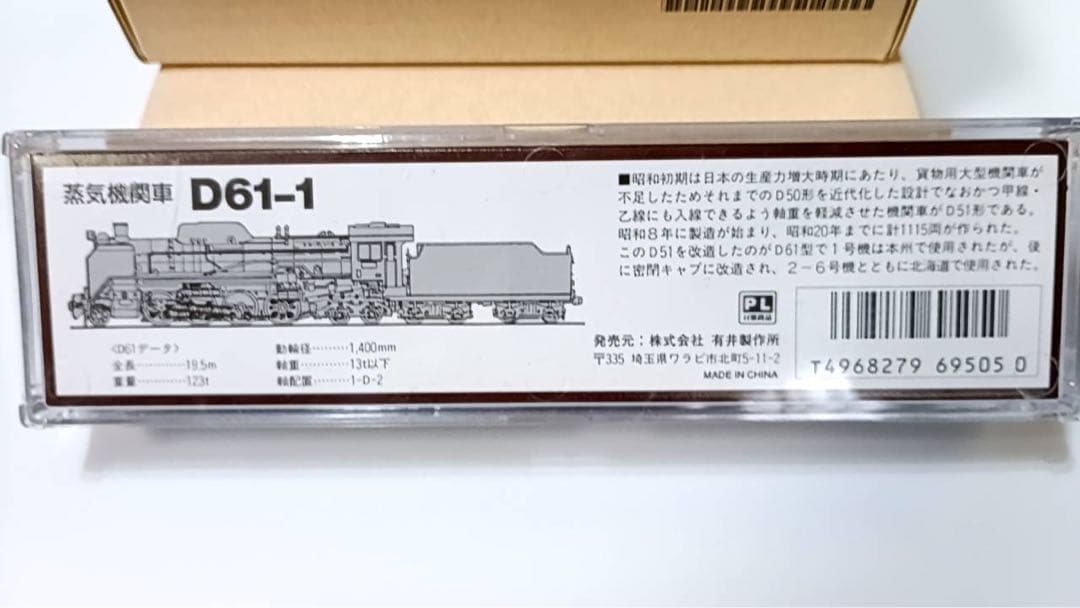 蒸気機関車 D61-1
■昭和初期は日本の生産力増大時期にあたり、貨物用大型機関車が
不足したためそれまでのD50形を近代化した設計でなおかつ甲線・
乙線にも入線できるよう軸重を軽減させた機関車がD51形である。
昭和8年に製造が始まり、昭和20年までに計1115両が作られた。
このD51を改造したのがD61型で1号機は本州で使用されたが、後
に密閉キャブに改造され、2-6号機とともに北海道で使用された。
〈D61データ〉
全長………19.5m
重量………123t
動輪径………1,400mm
軸重………13t以下
軸配置………1-D-2
PL
発売元:株式会社 有井製作所
〒335 埼玉県ワラビ市北町5-11-2
MADE IN CHINA
T4968279 69505 0